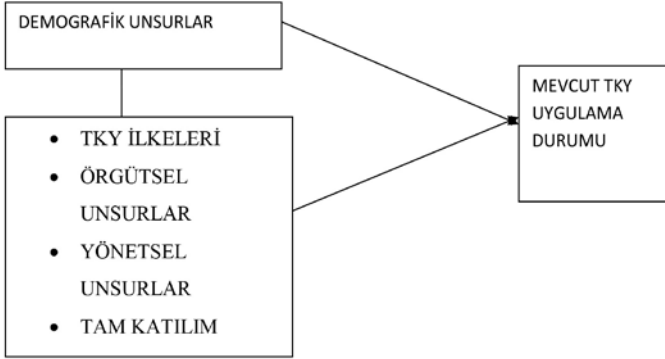 DEMOGRAFİK UNSURLAR
MEVCUT TKY
UYGULAMA
DURUMU
• TKY İLKELERİ
• ÖRGÜTSEL
UNSURLAR
• YÖNETSEL
UNSURLAR
• TAM KATILIM